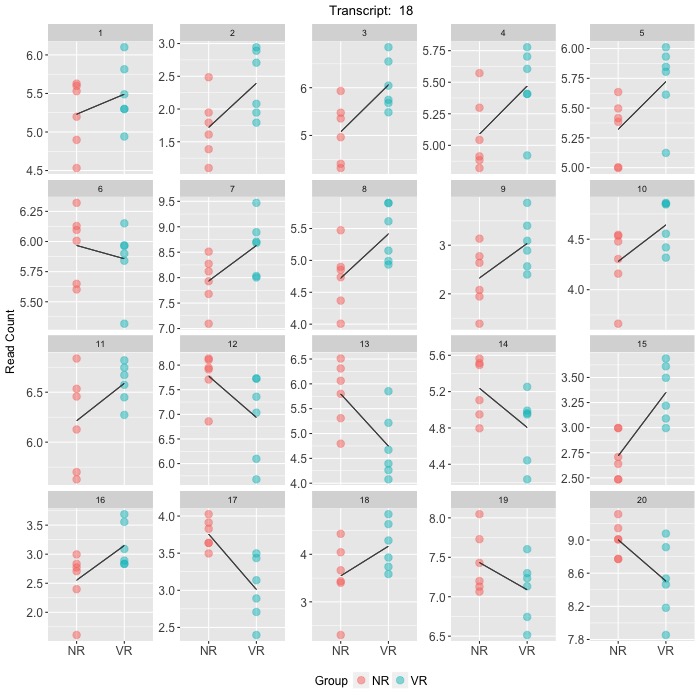 Transcript:  18
1 2 3 4 5
6.0 3.0 6 5.75 6.00
5.5 2.5 5 5.50 5.75
5.0 2.0 5.25 5.50
4.5 1.5 5.00 5.25
5.00
6 7 8 9 10
6.25 9.5 5.5 3 4.5
6.00 9.0 5.0 2 4.0
5.75 8.5 4.5
5.50 8.0 4.0
7.5
7.0
Read Count
11 12 13 14 15
6.5 8.0 6.5 5.6 3.50
6.0 7.5 6.0 5.2 3.25
7.0 5.5 4.8 3.00
6.5 5.0 4.4 2.75
6.0 4.5 2.50
4.0
16 17 18 19 20
3.5 4.0 4 8.0 9.0
3.0 3.5 3 7.5 8.6
2.5 3.0 7.0 8.2
2.0 2.5 6.5 7.8
NR VR NR VR NR VR NR VR NR VR
Group NR VR